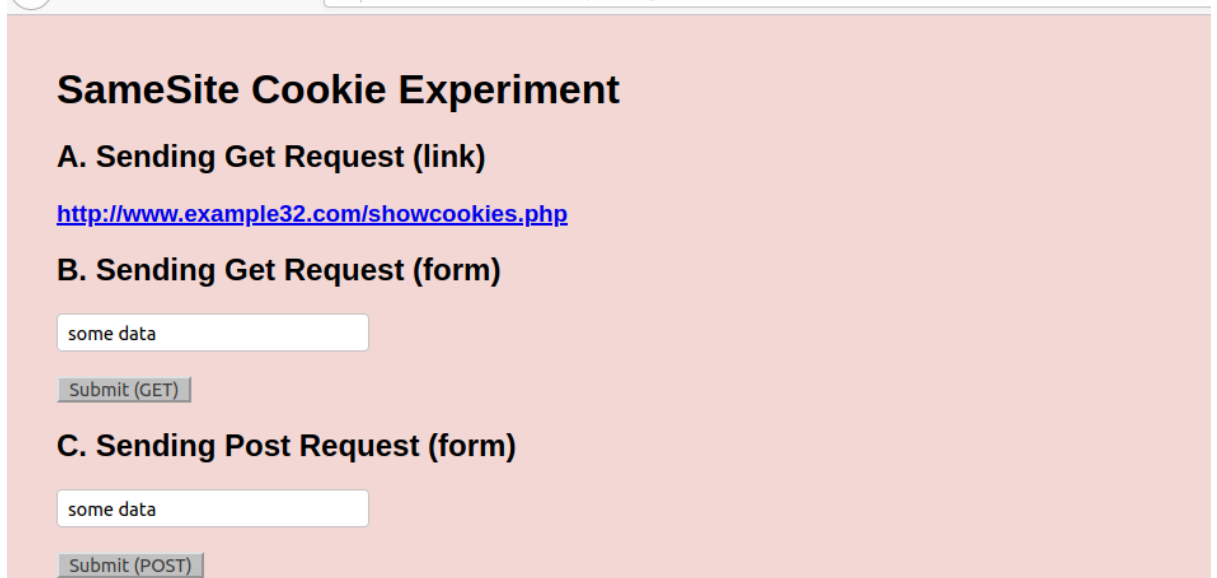 SameSite Cookie Experiment
A. Sending Get Request (link)
http://www.example32.com/showcookies.php
B. Sending Get Request (form)
some data
Submit (GET)
C. Sending Post Request (form)
some data
Submit (POST)